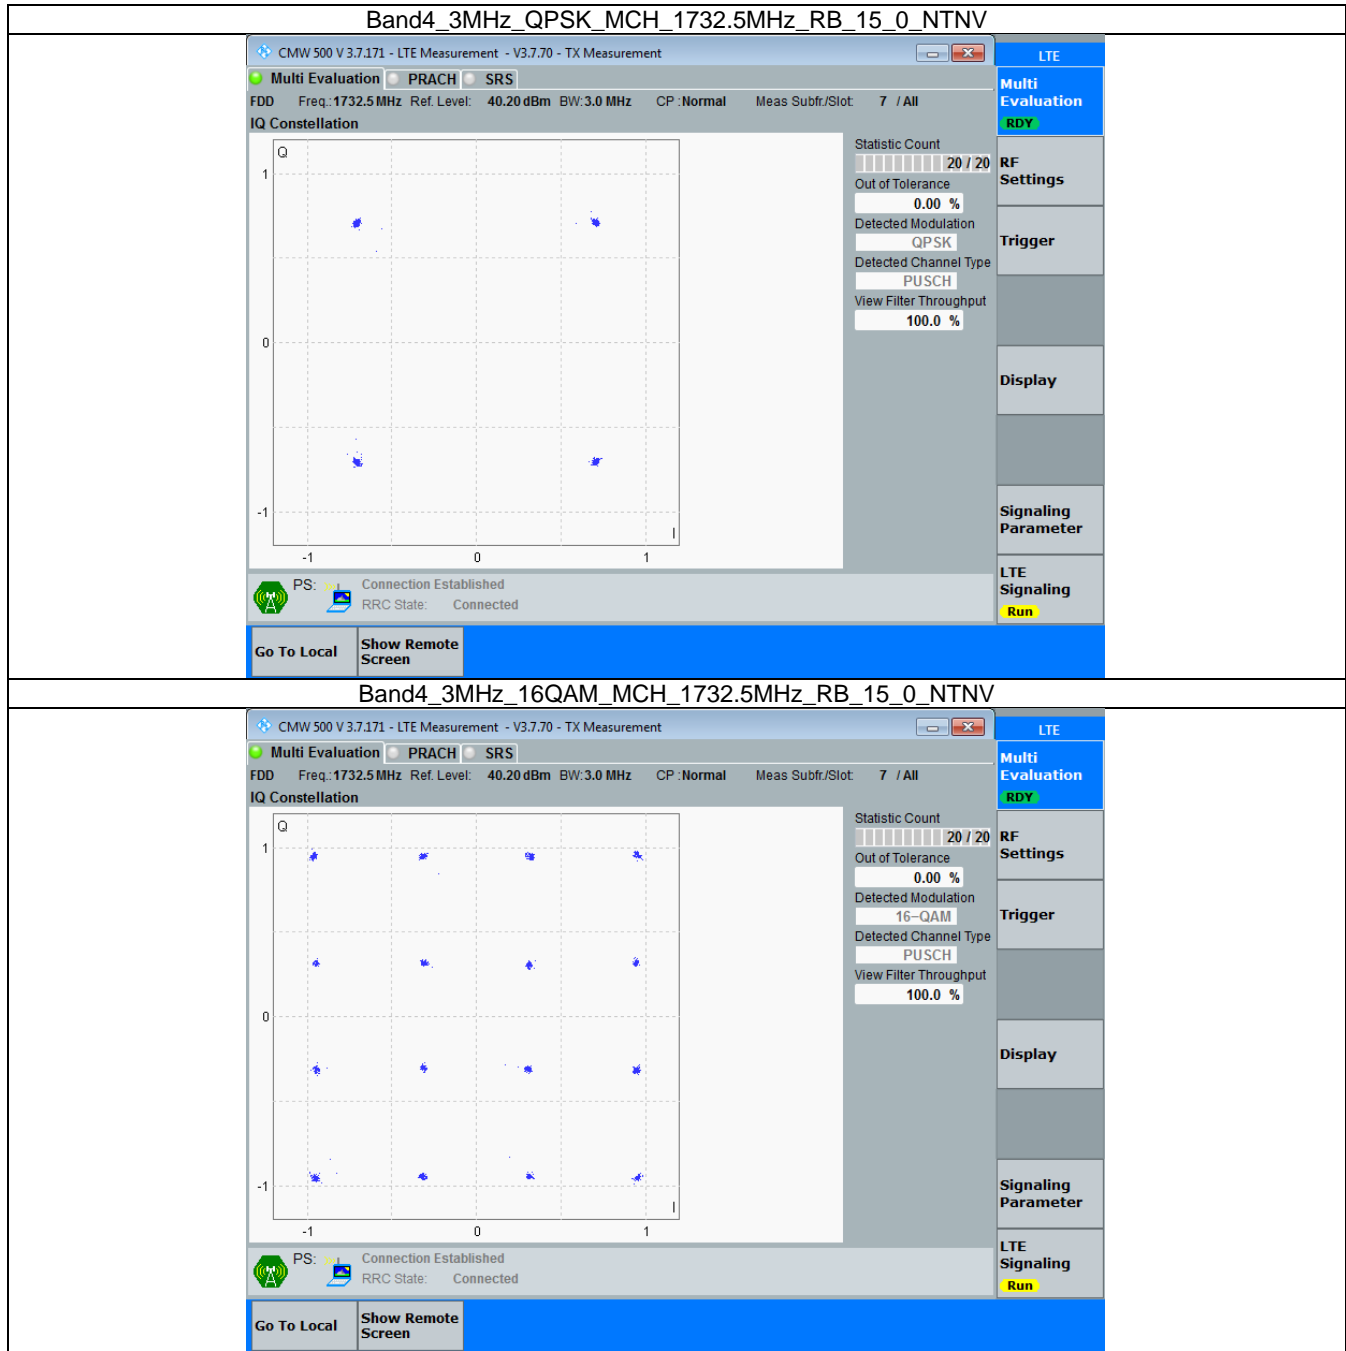 Band4_3MHz_QPSK_MCH_1732.5MHz_RB_15_0_NTNV
CMW 500 V 3.7.171 - LTE Measurement - V3.7.70 - TX Measurement
LTE
Multi Evaluation PRACH SRS
Multi
Evaluation
RDY
FDD Freq.:1732.5 MHz Ref. Level: 40.20 dBm BW:3.0 MHz CP :Normal Meas Subfr./Slot: 7 / All
IQ Constellation
Q
1
0
-1
-1 0 1
I
Statistic Count
20 / 20
Out of Tolerance
0.00 %
Detected Modulation
QPSK
Detected Channel Type
PUSCH
View Filter Throughput
100.0 %
RF
Settings
Trigger
Display
Signaling
Parameter
LTE
Signaling
Run
PS: Connection Established
RRC State: Connected
Go To Local
Show Remote
Screen
Band4_3MHz_16QAM_MCH_1732.5MHz_RB_15_0_NTNV
CMW 500 V 3.7.171 - LTE Measurement - V3.7.70 - TX Measurement
LTE
Multi Evaluation PRACH SRS
Multi
Evaluation
RDY
FDD Freq.:1732.5 MHz Ref. Level: 40.20 dBm BW:3.0 MHz CP :Normal Meas Subfr./Slot: 7 / All
IQ Constellation
Q
1
0
-1
-1 0 1
I
Statistic Count
20 / 20
Out of Tolerance
0.00 %
Detected Modulation
16-QAM
Detected Channel Type
PUSCH
View Filter Throughput
100.0 %
RF
Settings
Trigger
Display
Signaling
Parameter
LTE
Signaling
Run
PS: Connection Established
RRC State: Connected
Go To Local
Show Remote
Screen